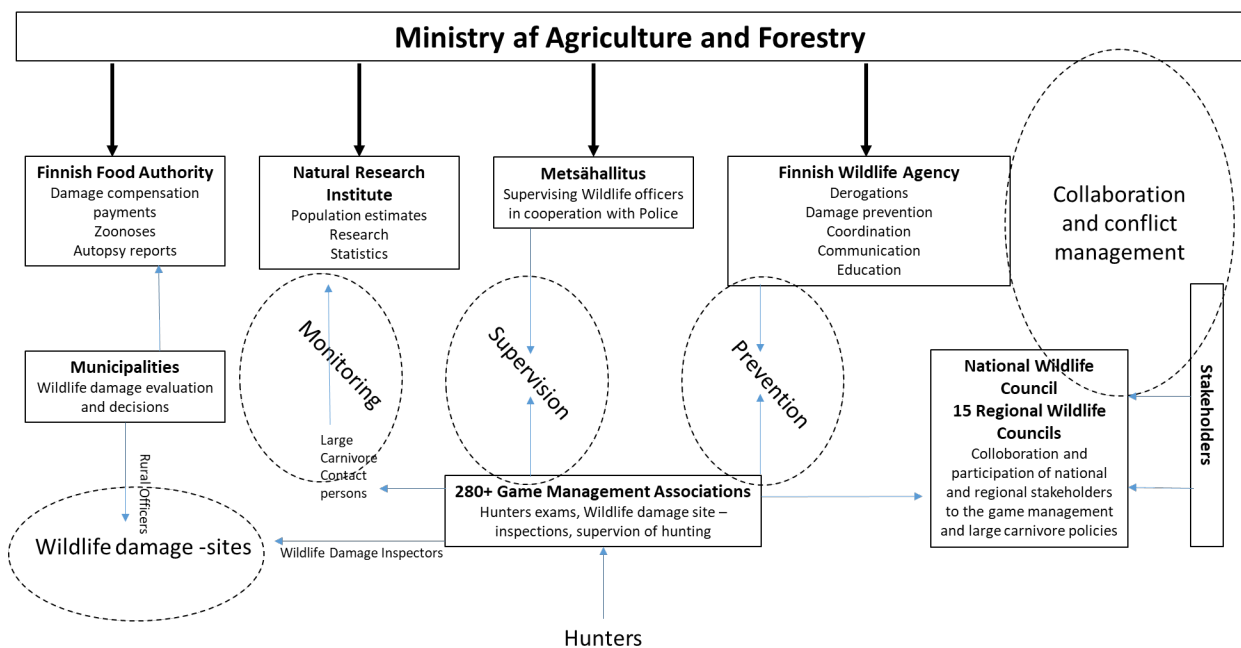 Ministry af Agriculture and Forestry
Finnish Food Authority
Damage compensation
payments
Zoonoses
Autopsy reports
Natural Research
Institute
Population estimates
Research
Statistics
Metsähallitus
Supervising Wildlife officers
in cooperation with Police
Finnish Wildlife Agency
Derogations
Damage prevention
Coordination
Communication
Education
Collaboration
and conflict
management
Monitoring
Supervision
Prevention
Municipalities
Wildlife damage evaluation
and decisions
National Wildlife
Council
15 Regional Wildlife
Councils
Colloboration and
participation of national
and regional stakeholders
to the game management
and large carnivore policies
Stakeholders
Large
Carnivore
Contact
persons
Rural Officers
280+ Game Management Associations
Hunters exams, Wildlife damage site –
inspections, supervion of hunting
Wildlife damage -sites
Wildlife Damage Inspectors
Hunters